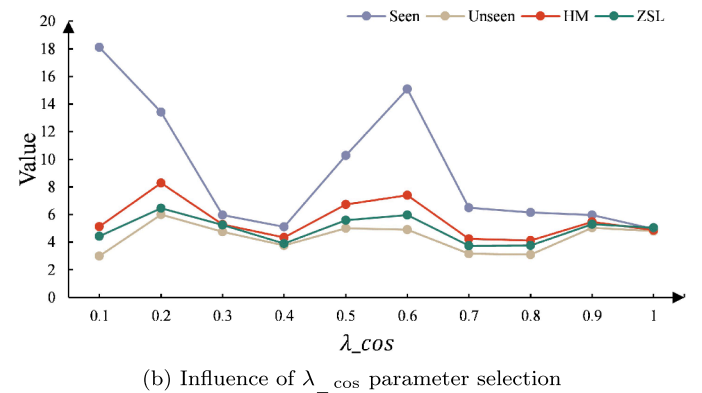 Seen Unseen HM ZSL
20
18
16
14
12
10
8
6
4
2
0
Value
0.1 0.2 0.3 0.4 0.5 0.6 0.7 0.8 0.9 1
λ_cos
(b) Influence of λ_cos parameter selection